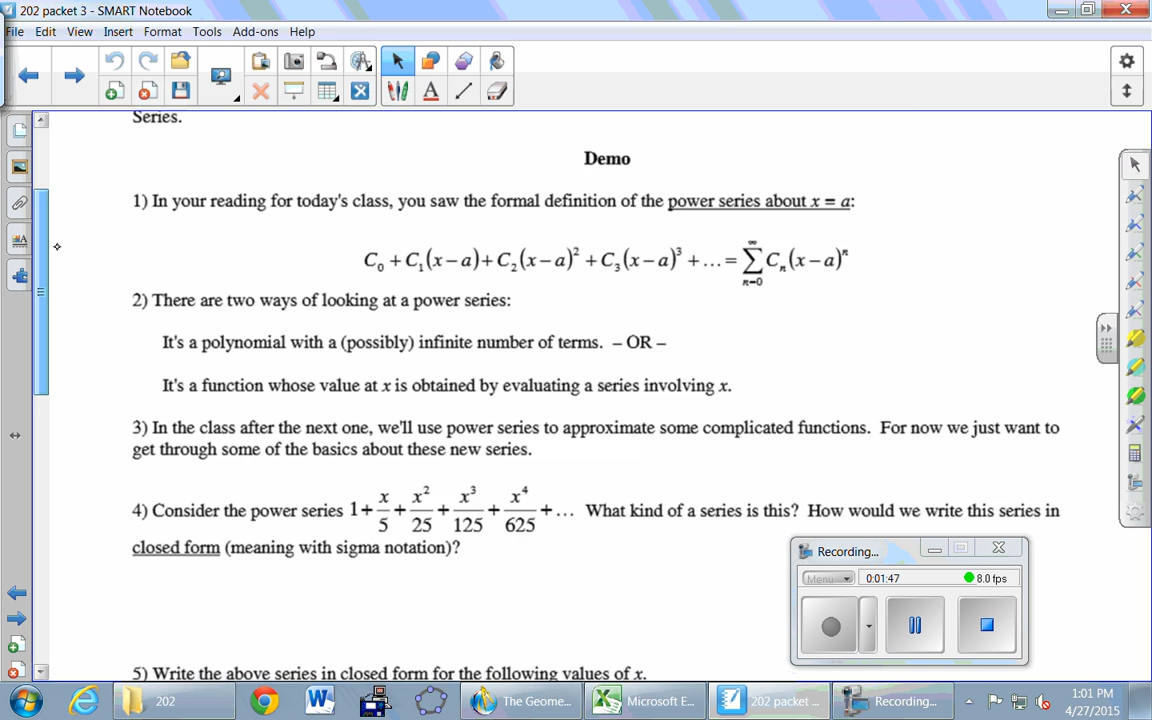 202 packet 3 - SMART Notebook
File Edit View Insert Format Tools Add-ons Help
Series.
Demo
1) In your reading for today's class, you saw the formal definition of the power series about x = a:
C₀ + C₁(x−a) + C₂(x−a)² + C₃(x−a)³ + … = ∑_{n=0}^{∞} Cₙ(x−a)ⁿ
2) There are two ways of looking at a power series:
It's a polynomial with a (possibly) infinite number of terms. – OR –
It's a function whose value at x is obtained by evaluating a series involving x.
3) In the class after the next one, we'll use power series to approximate some complicated functions. For now we just want to
get through some of the basics about these new series.
4) Consider the power series 1 + x/5 + x²/25 + x³/125 + x⁴/625 + … What kind of a series is this? How would we write this series in
closed form (meaning with sigma notation)?
Recording...
Menu 0:01:47 8.0 fps
5) Write the above series in closed form for the following values of x.
202 The Geome... Microsoft E... 202 packet ... Recording... 1:01 PM
4/27/2015